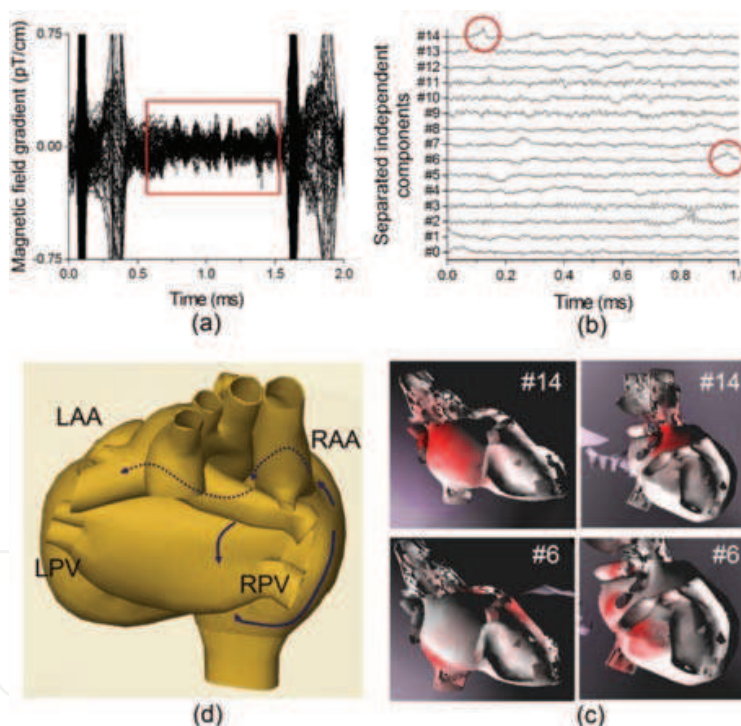 Magnetic field gradient (pT/cm)
0.75
0.00
-0.75
0.0 0.5 1.0 1.5 2.0
Time (ms)
(a)
Separated independent
components
#14
#13
#12
#11
#10
#9
#8
#7
#6
#5
#4
#3
#2
#1
#0
0.0 0.2 0.4 0.6 0.8 1.0
Time (ms)
(b)
LAA
RAA
LPV
RPV
(d)
#14
#14
#6
#6
(c)